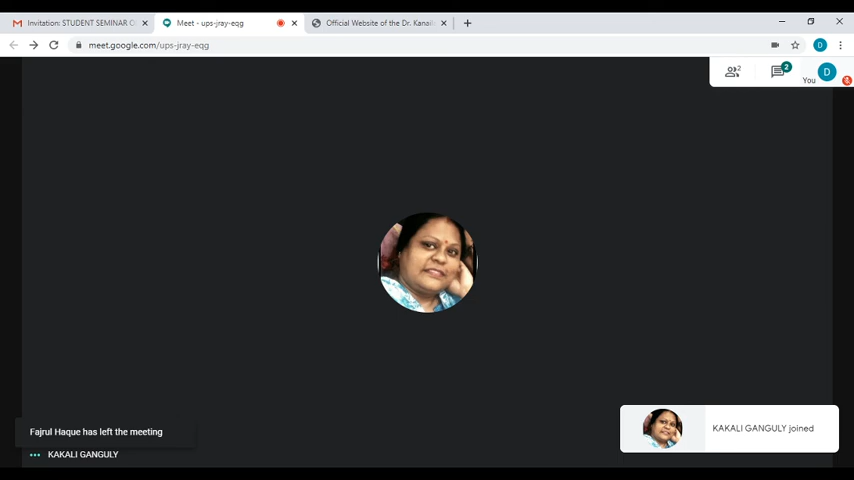 Invitation: STUDENT SEMINAR O
Meet - ups-jray-eqg
Official Website of the Dr. Kanail
meet.google.com/ups-jray-eqg
D
2
2
You
D
Fajrul Haque has left the meeting
KAKALI GANGULY joined
KAKALI GANGULY